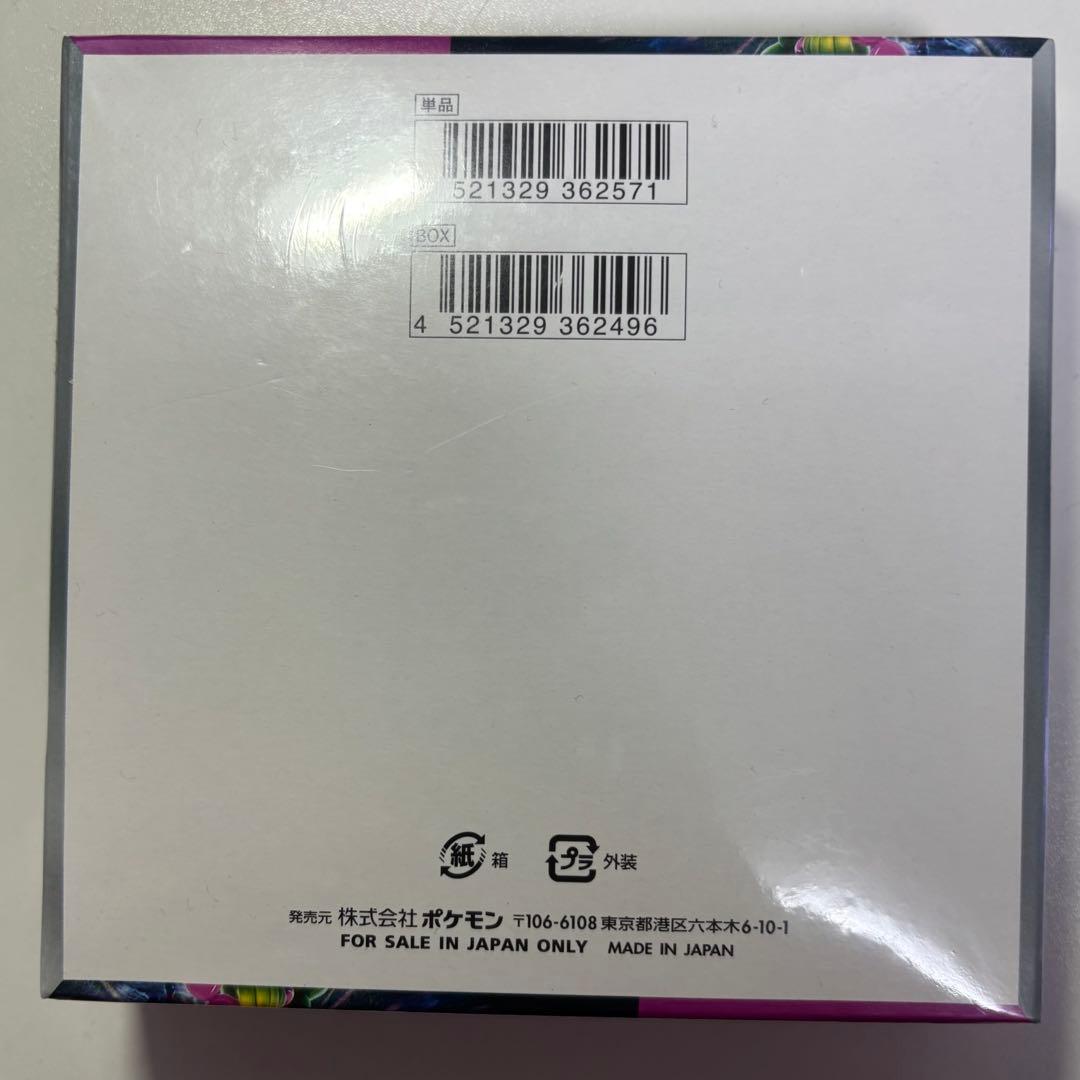 単品
521329 362571
BOX
4 521329 362496
紙 箱 プラ 外装
発売元 株式会社 ポケモン 〒106-6108 東京都港区六本木6-10-1
FOR SALE IN JAPAN ONLY MADE IN JAPAN